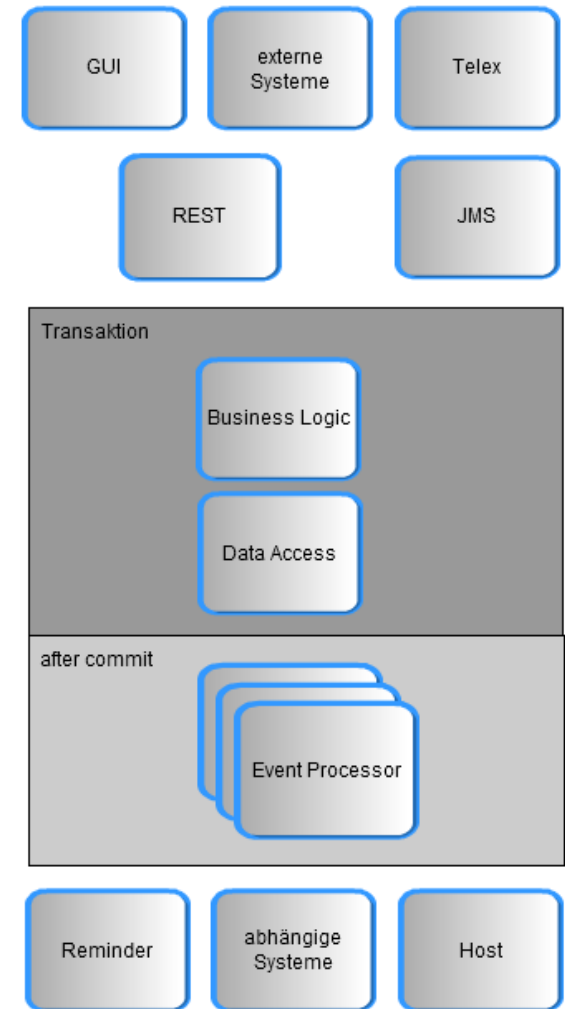 GUI
externe
Systeme
Telex
REST
JMS
Transaktion
Business Logic
Data Access
after commit
Event Processor
Reminder
abhängige
Systeme
Host